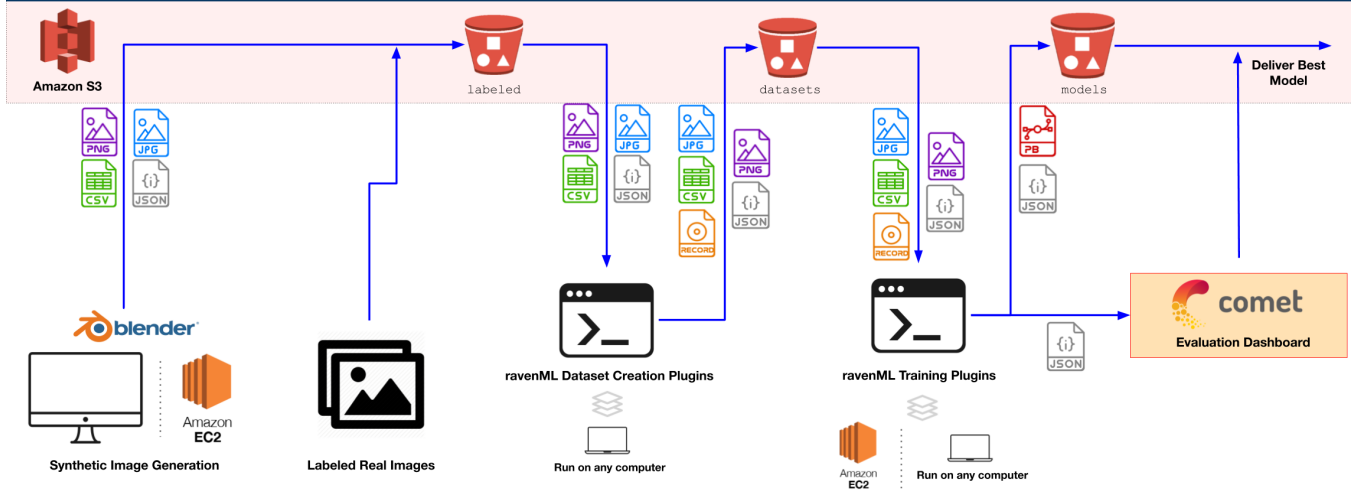 Amazon S3
labeled
datasets
models
Deliver Best
Model
PNG
JPG
CSV
{i}
JSON
PNG
JPG
CSV
{i}
JSON
JPG
CSV
RECORD
PNG
{i}
JSON
JPG
CSV
RECORD
PNG
{i}
JSON
PB
{i}
JSON
blender
Amazon
EC2
Synthetic Image Generation
Labeled Real Images
ravenML Dataset Creation Plugins
Run on any computer
ravenML Training Plugins
Amazon
EC2
Run on any computer
{i}
JSON
comet
Evaluation Dashboard